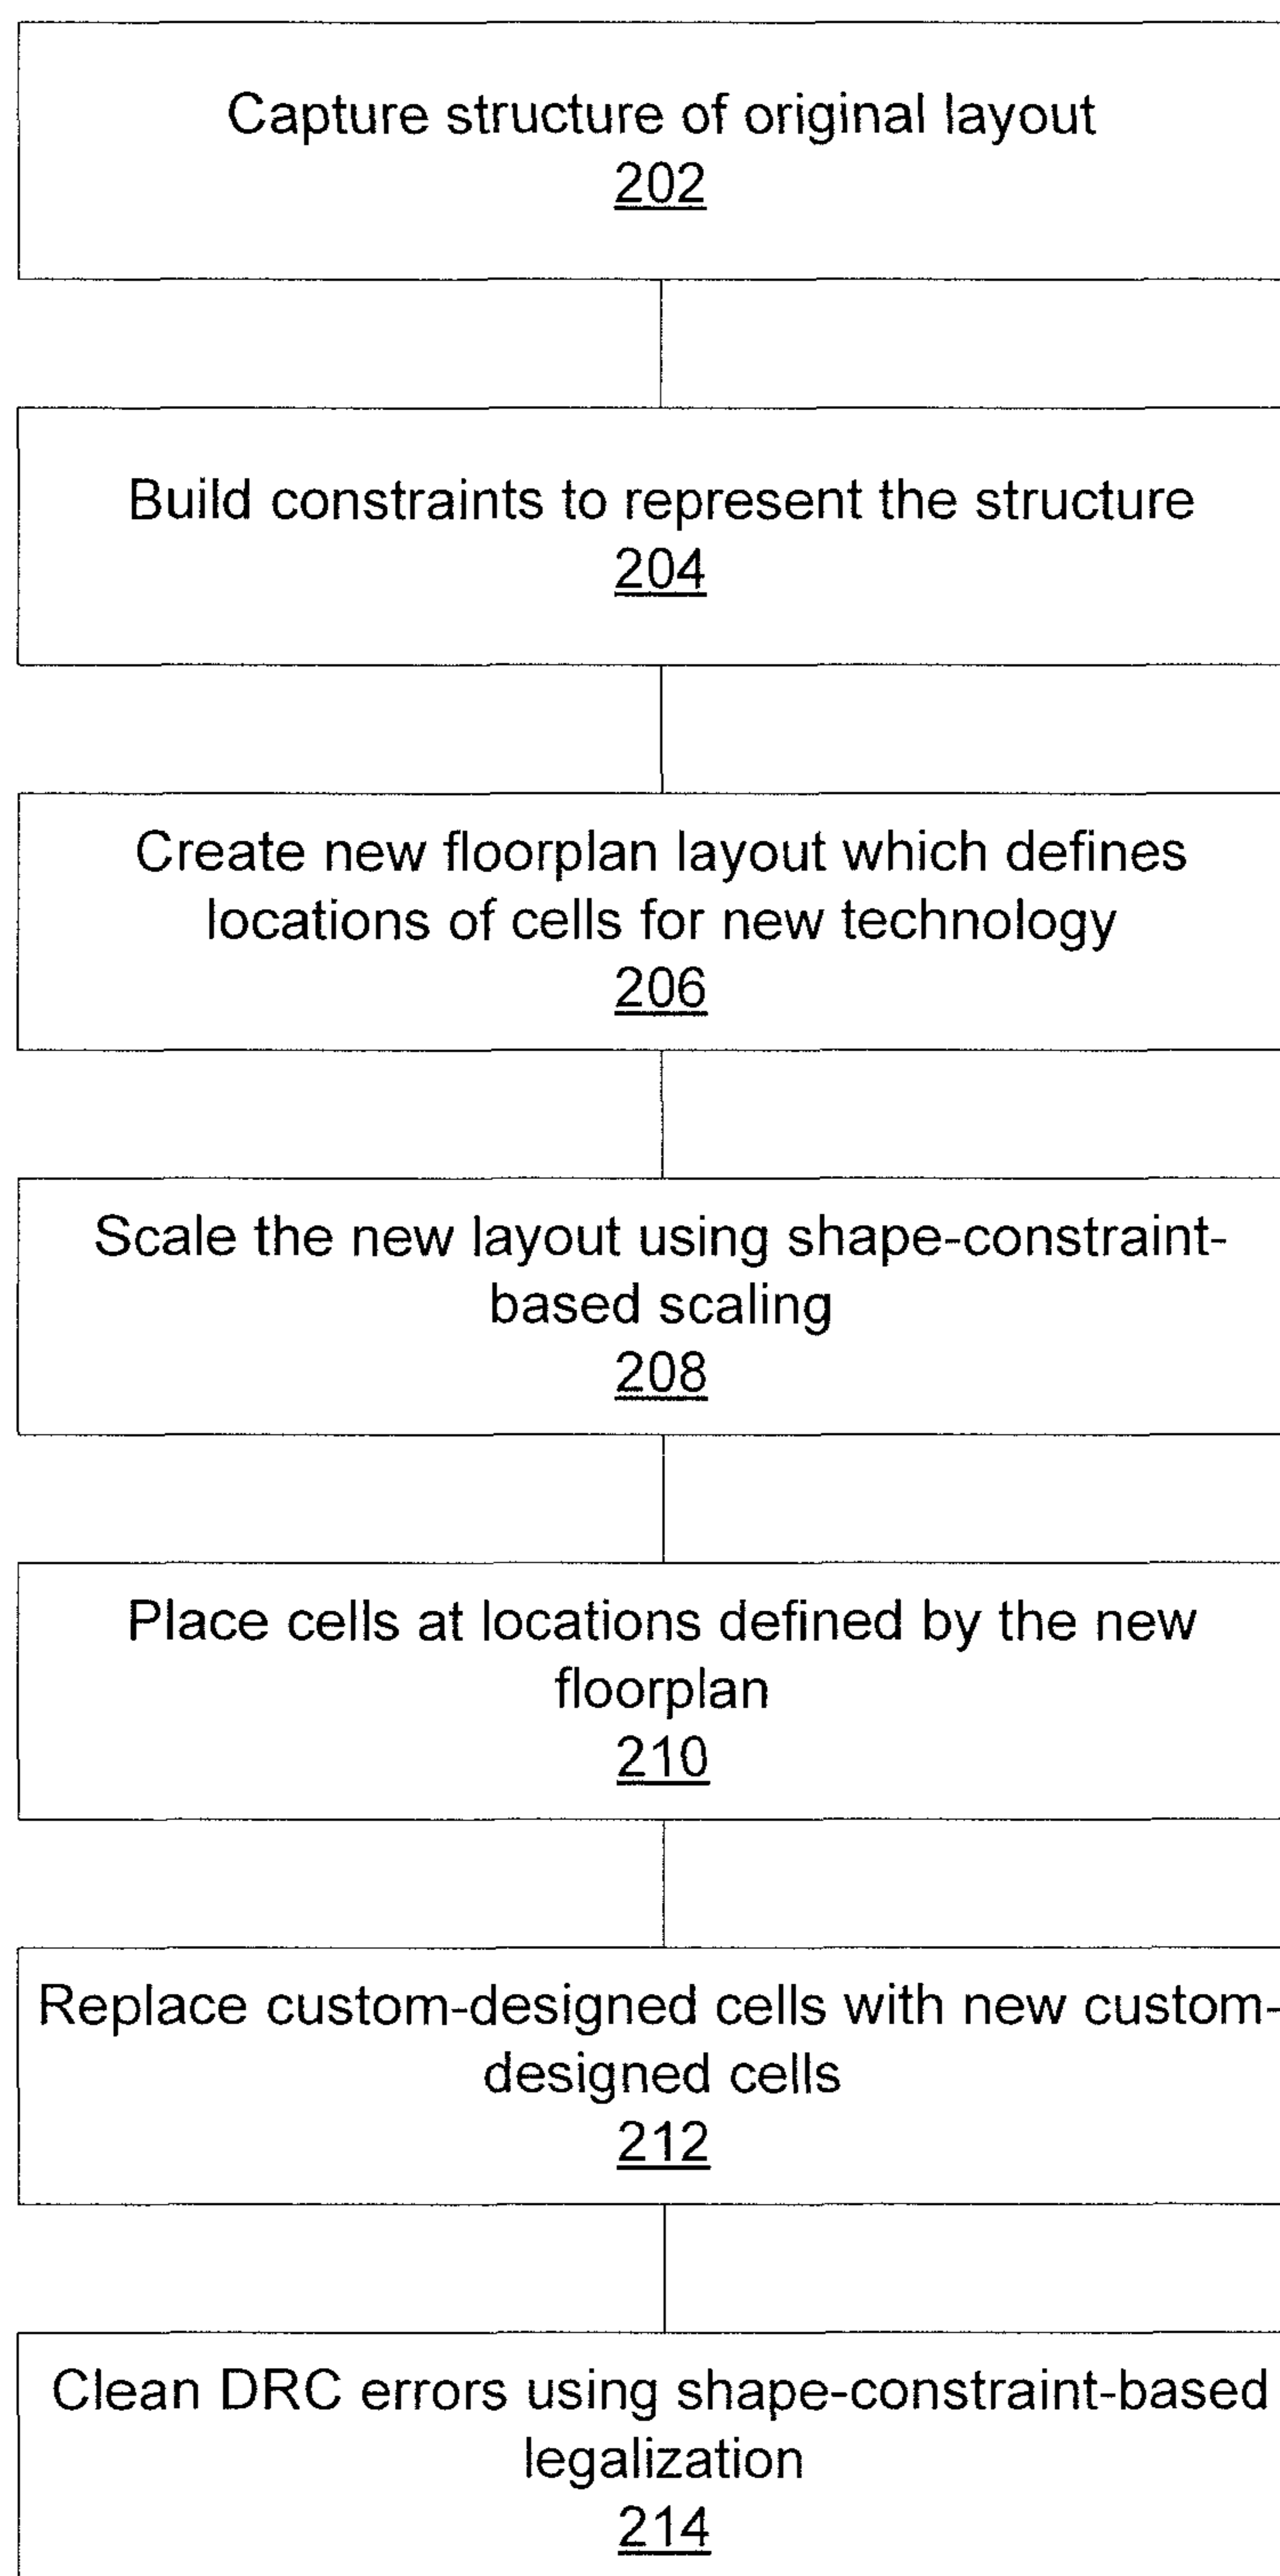 Capture structure of original layout
202
Build constraints to represent the structure
204
Create new floorplan layout which defines
locations of cells for new technology
206
Scale the new layout using shape-constraint-
based scaling
208
Place cells at locations defined by the new
floorplan
210
Replace custom-designed cells with new custom-
designed cells
212
Clean DRC errors using shape-constraint-based
legalization
214